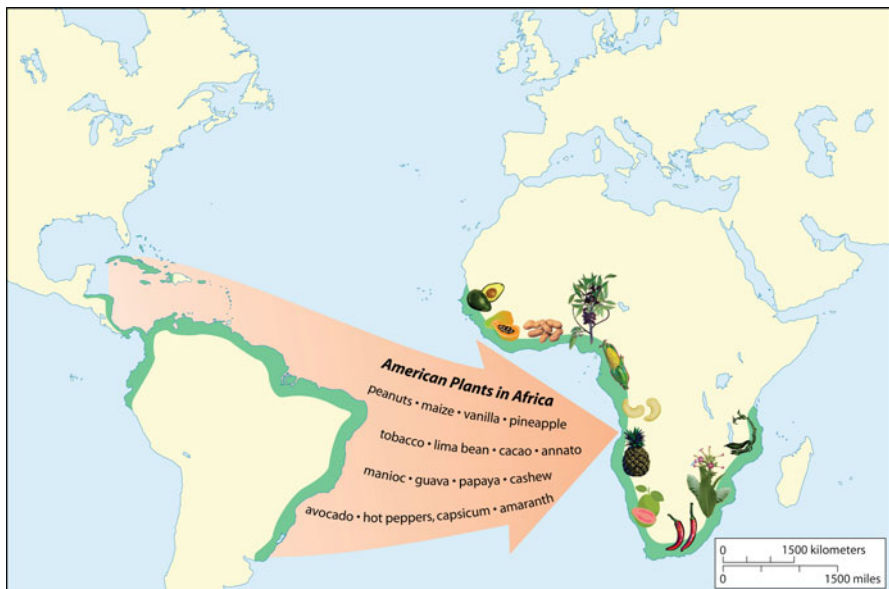 American Plants in Africa
peanuts • maize • vanilla • pineapple
tobacco • lima bean • cacao • annato
manioc • guava • papaya • cashew
avocado • hot peppers, capsicum • amaranth
0 1500 kilometers
0 1500 miles